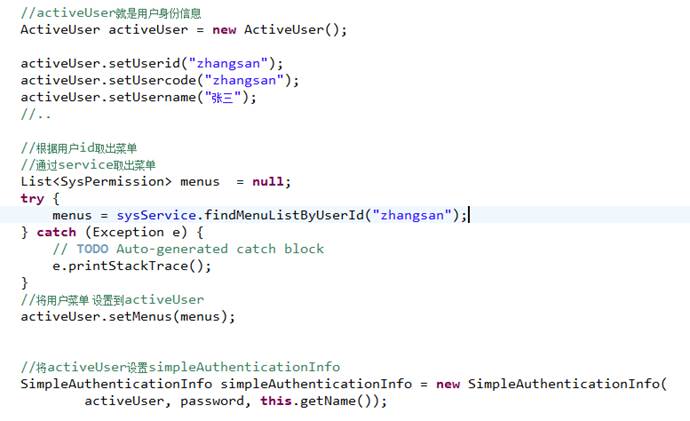 //activeUser就是用户身份信息
ActiveUser activeUser = new ActiveUser();
activeUser.setUserid("zhangsan");
activeUser.setUsercode("zhangsan");
activeUser.setUsername("张三");
//..
//根据用户id取出菜单
//通过service取出菜单
List<SysPermission> menus  = null;
try {
menus = sysService.findMenuListByUserId("zhangsan");
} catch (Exception e) {
// TODO Auto-generated catch block
e.printStackTrace();
}
//将用户菜单 设置到activeUser
activeUser.setMenus(menus);
//将activeUser设置simpleAuthenticationInfo
SimpleAuthenticationInfo simpleAuthenticationInfo = new SimpleAuthenticationInfo(
activeUser, password, this.getName());